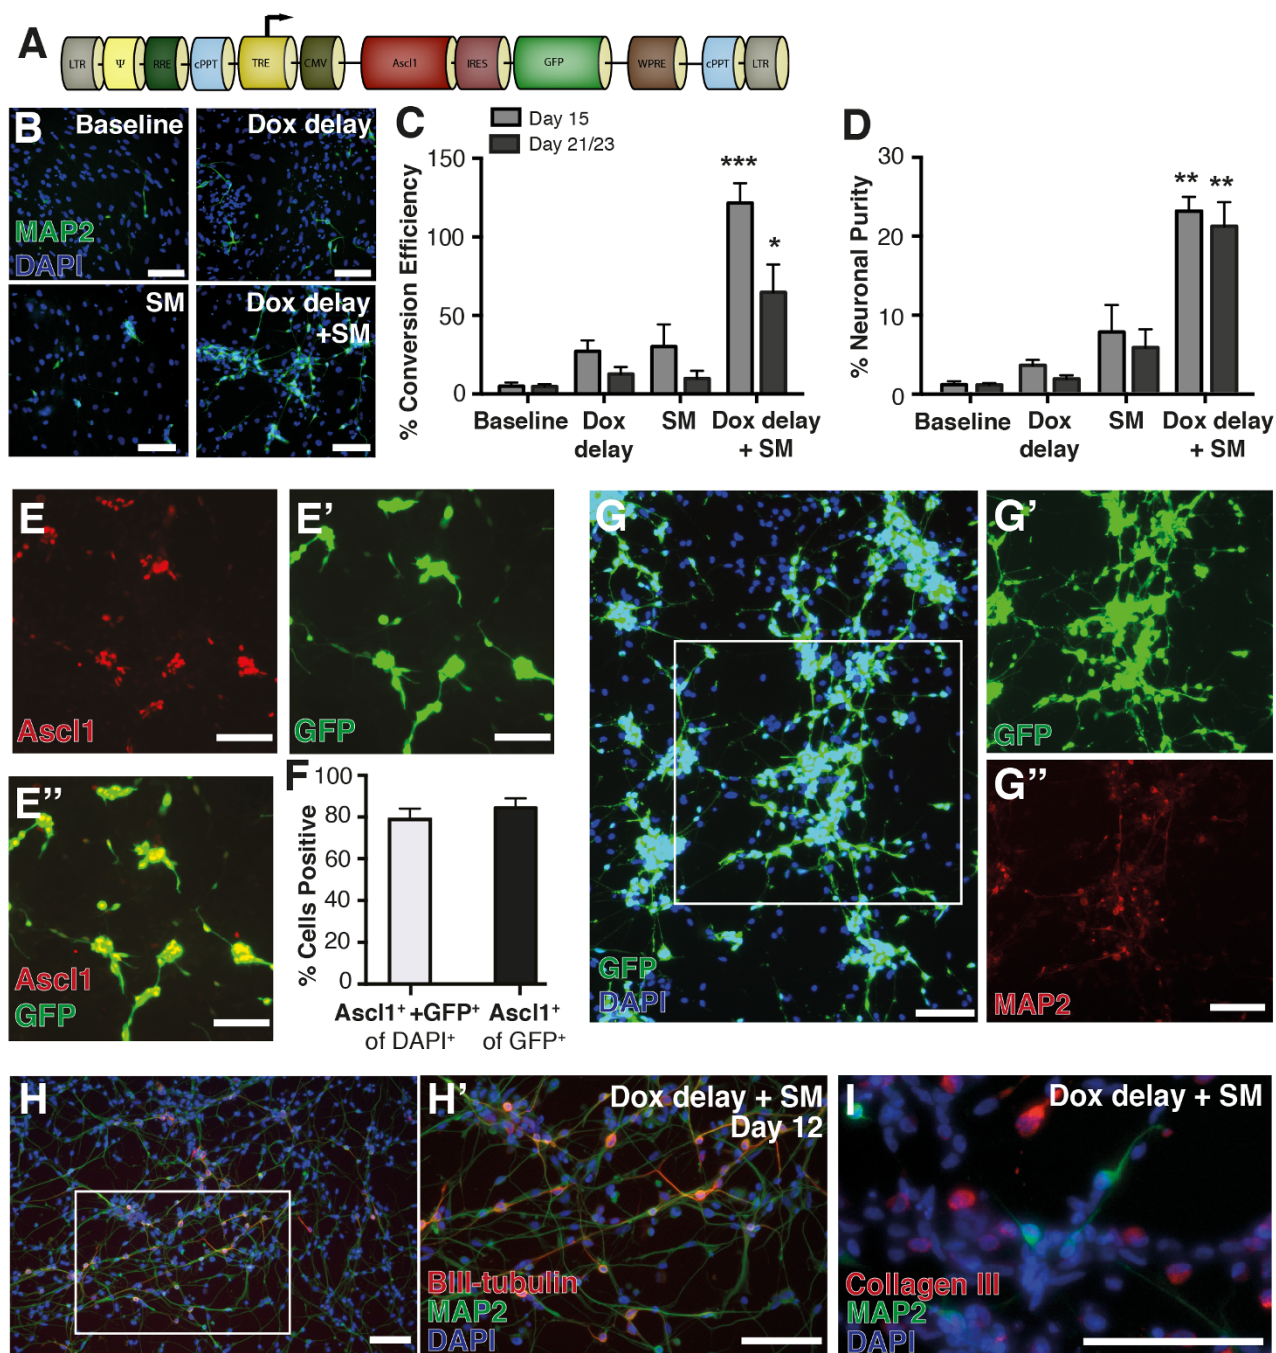 A
LTR Ψ RRE cPPT TRE CMV Ascl1 IRES GFP WPRE cPPT LTR
B
Baseline
MAP2
DAPI
Dox delay
SM
Dox delay
+SM
C
Day 15
Day 21/23
% Conversion Efficiency
150
100
50
0
***
*
Baseline
Dox
delay
SM
Dox delay
+ SM
D
% Neuronal Purity
30
20
10
0
**
**
Baseline
Dox
delay
SM
Dox delay
+ SM
E
Ascl1
E’
GFP
E’’
Ascl1
GFP
F
% Cells Positive
100
80
60
40
20
0
Ascl1⁺+GFP⁺
of DAPI⁺
Ascl1⁺
of GFP⁺
G
GFP
DAPI
G’
GFP
G’’
MAP2
H
H’
Dox delay + SM
Day 12
BIII-tubulin
MAP2
DAPI
I
Dox delay + SM
Collagen III
MAP2
DAPI